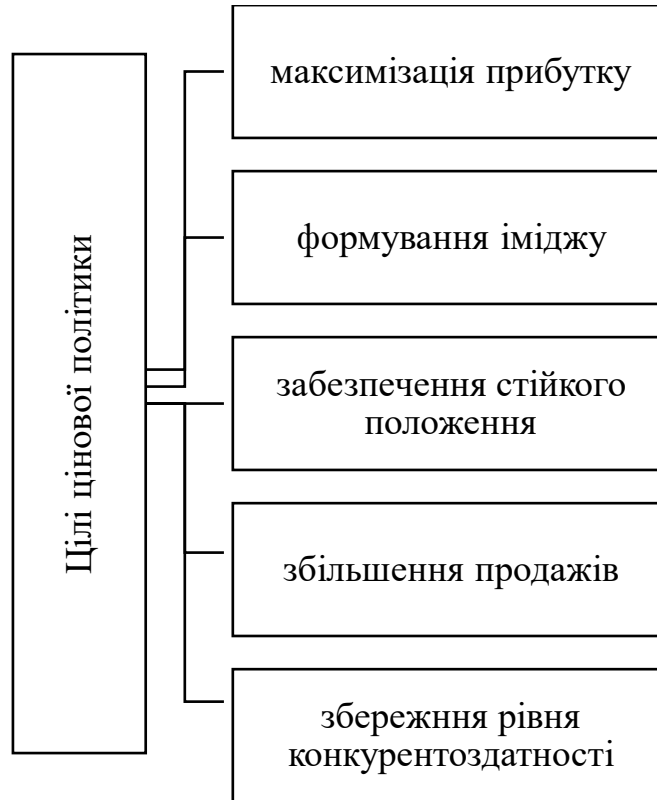 Цілі цінової політики
максимізація прибутку
формування іміджу
забезпечення стійкого
положення
збільшення продажів
збережння рівня
конкурентоздатності